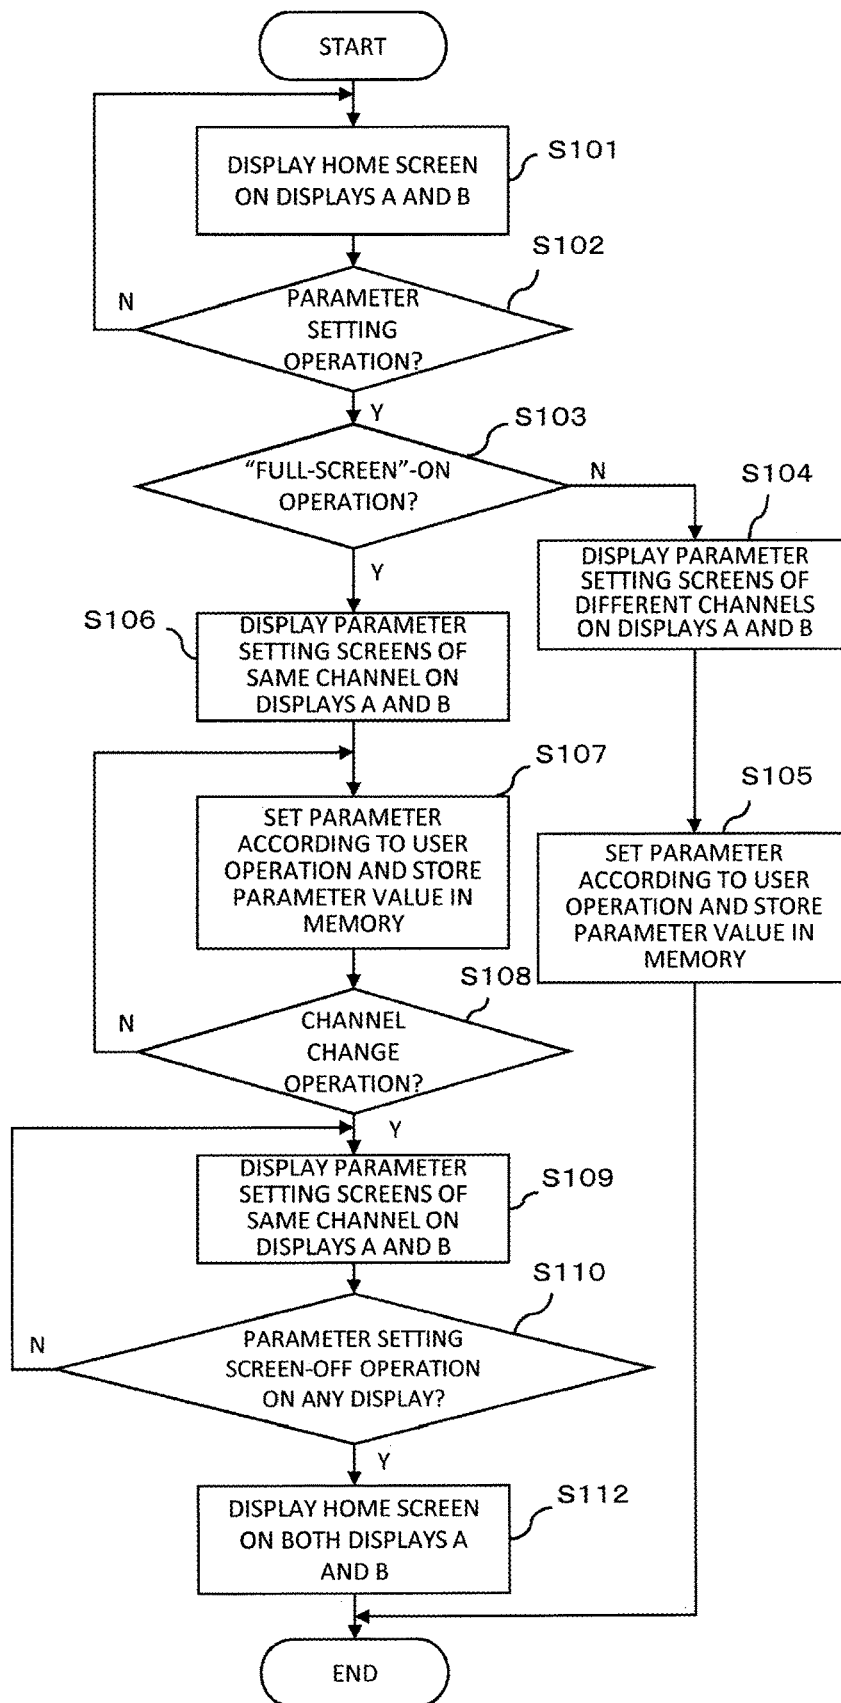 START
DISPLAY HOME SCREEN
ON DISPLAYS A AND B
S101
S102
N
PARAMETER
SETTING
OPERATION?
Y
S103
“FULL-SCREEN”-ON
OPERATION?
N
S104
Y
DISPLAY PARAMETER
SETTING SCREENS OF
DIFFERENT CHANNELS
ON DISPLAYS A AND B
S106
DISPLAY PARAMETER
SETTING SCREENS OF
SAME CHANNEL ON
DISPLAYS A AND B
S107
SET PARAMETER
ACCORDING TO USER
OPERATION AND STORE
PARAMETER VALUE IN
MEMORY
S105
SET PARAMETER
ACCORDING TO USER
OPERATION AND STORE
PARAMETER VALUE IN
MEMORY
S108
N
CHANNEL
CHANGE
OPERATION?
Y
DISPLAY PARAMETER
SETTING SCREENS OF
SAME CHANNEL ON
DISPLAYS A AND B
S109
S110
N
PARAMETER SETTING
SCREEN-OFF OPERATION
ON ANY DISPLAY?
Y
DISPLAY HOME SCREEN
ON BOTH DISPLAYS A
AND B
S112
END